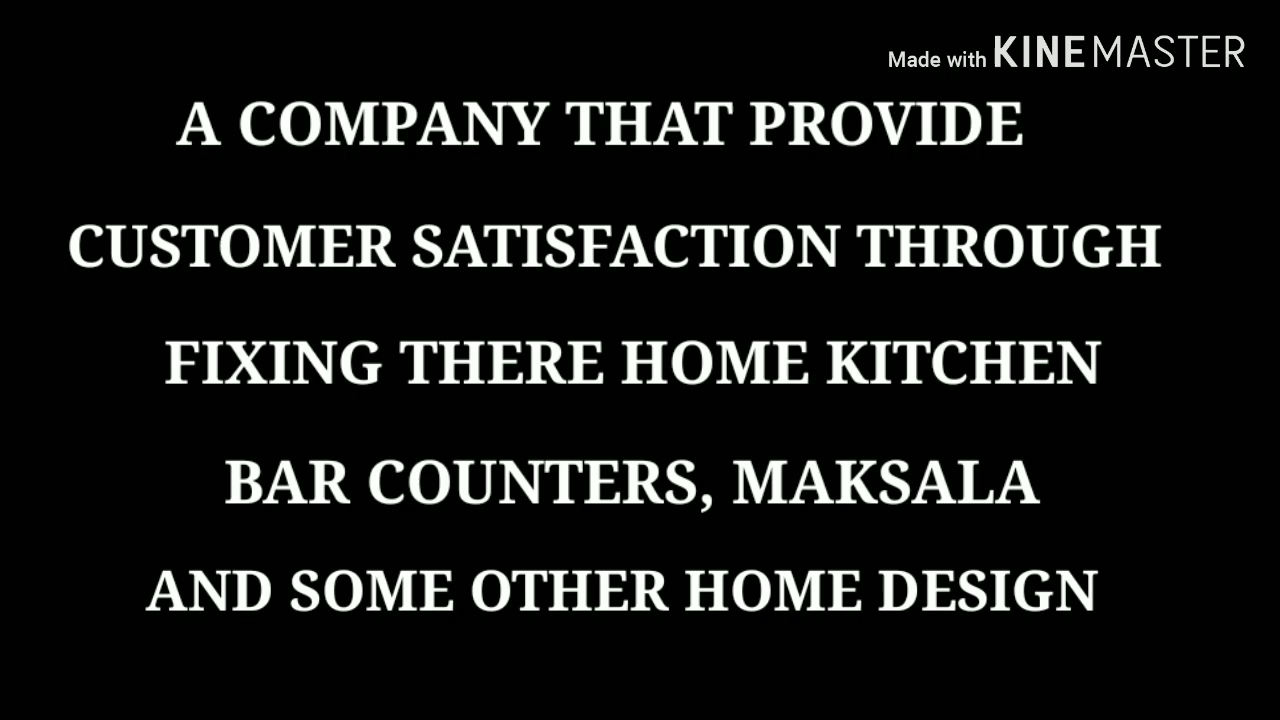 Made with KINEMASTER
A COMPANY THAT PROVIDE
CUSTOMER SATISFACTION THROUGH
FIXING THERE HOME KITCHEN
BAR COUNTERS, MAKSALA
AND SOME OTHER HOME DESIGN